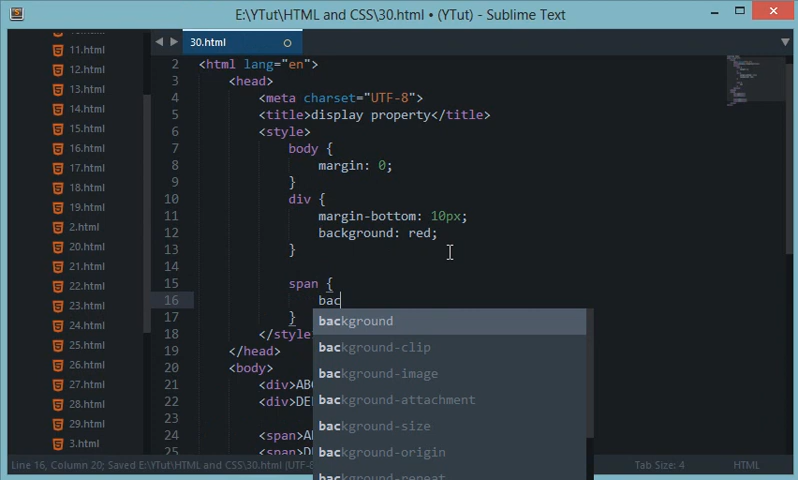 E:\YTut\HTML and CSS\30.html • (YTut) - Sublime Text
11.html
12.html
13.html
14.html
15.html
16.html
17.html
18.html
19.html
2.html
20.html
21.html
22.html
23.html
24.html
25.html
26.html
27.html
28.html
29.html
3.html
30.html
2 <html lang="en">
3 <head>
4 <meta charset="UTF-8">
5 <title>display property</title>
6 <style>
7 body {
8 margin: 0;
9 }
10 div {
11 margin-bottom: 10px;
12 background: red;
13 }
14
15 span {
16 bac
17 }
18 </style
19 </head>
20 <body>
21 <div>ABC
22 <div>DE
23
24 <span>A
25 <span>D
background
background-clip
background-image
background-attachment
background-size
background-origin
background-repeat
Line 16, Column 20; Saved E:\YTut\HTML and CSS\30.html (UTF-8
Tab Size: 4
HTML